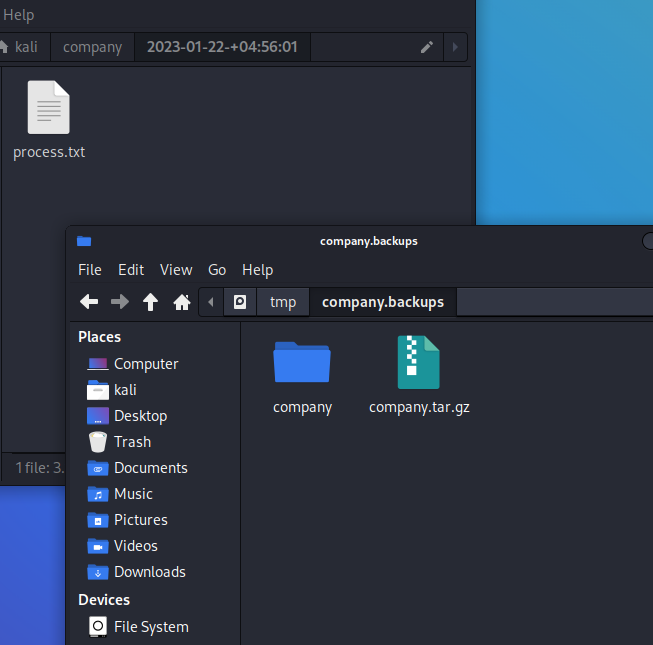 Help
kali company 2023-01-22-+04:56:01
process.txt
1 file: 3.
company.backups
File Edit View Go Help
tmp company.backups
Places
Computer
kali
Desktop
Trash
Documents
Music
Pictures
Videos
Downloads
Devices
File System
company company.tar.gz